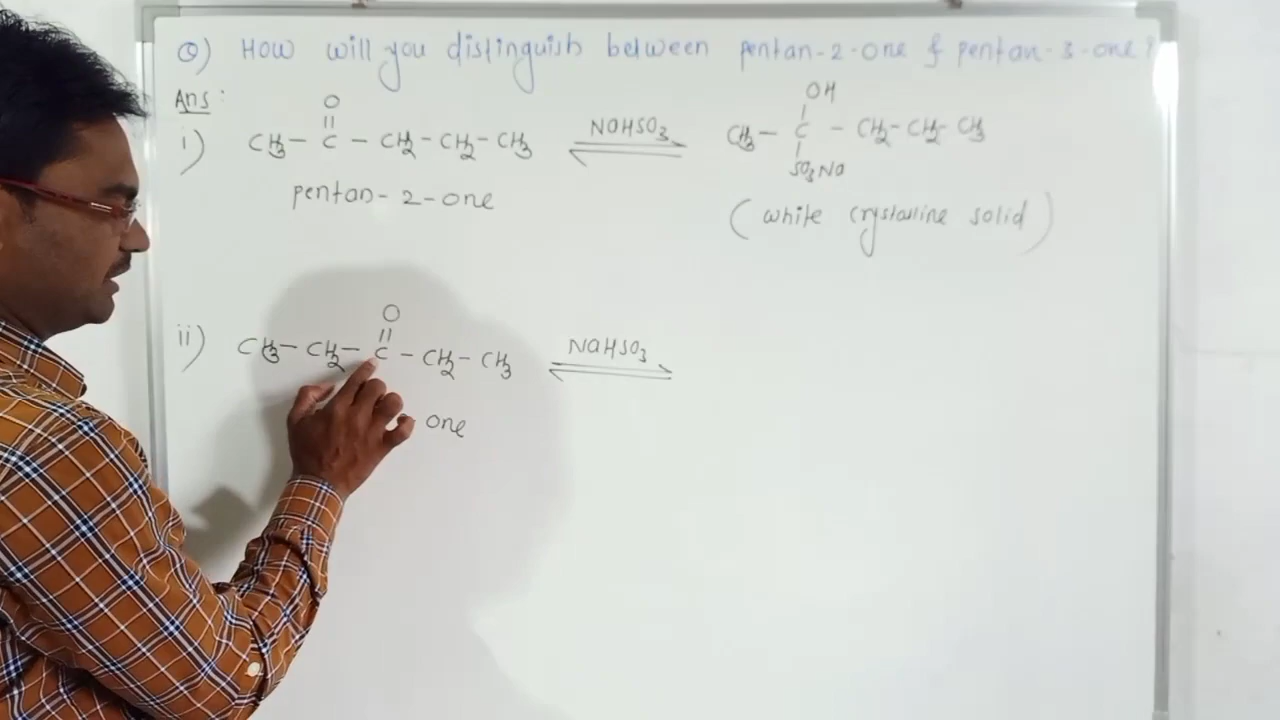 Q) How will you distinguish between pentan-2-one & pentan-3-one?
Ans:
O
OH
i) CH3 — C — CH2 - CH2 - CH3 NaHSO3 CH3 — C — CH2 - CH2 - CH3
SO3Na
pentan-2-one
(white crystalline solid)
O
ii) CH3 — CH2 — C — CH2 - CH3 NaHSO3
one